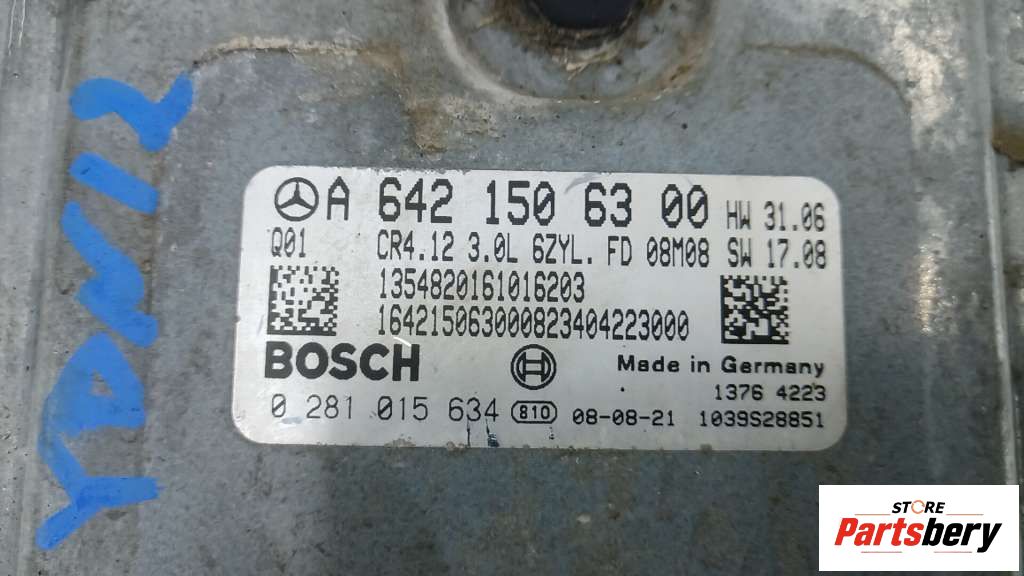 A 642 150 63 00 HW 31.06
Q01 CR4.12 3.0L 6ZYL. FD 08M08 SW 17.08
1354820161016203
1642150630000823404223000
BOSCH Made in Germany
1376 4223
0 281 015 634 810 08-08-21 1039S28851
STORE
Partsbery